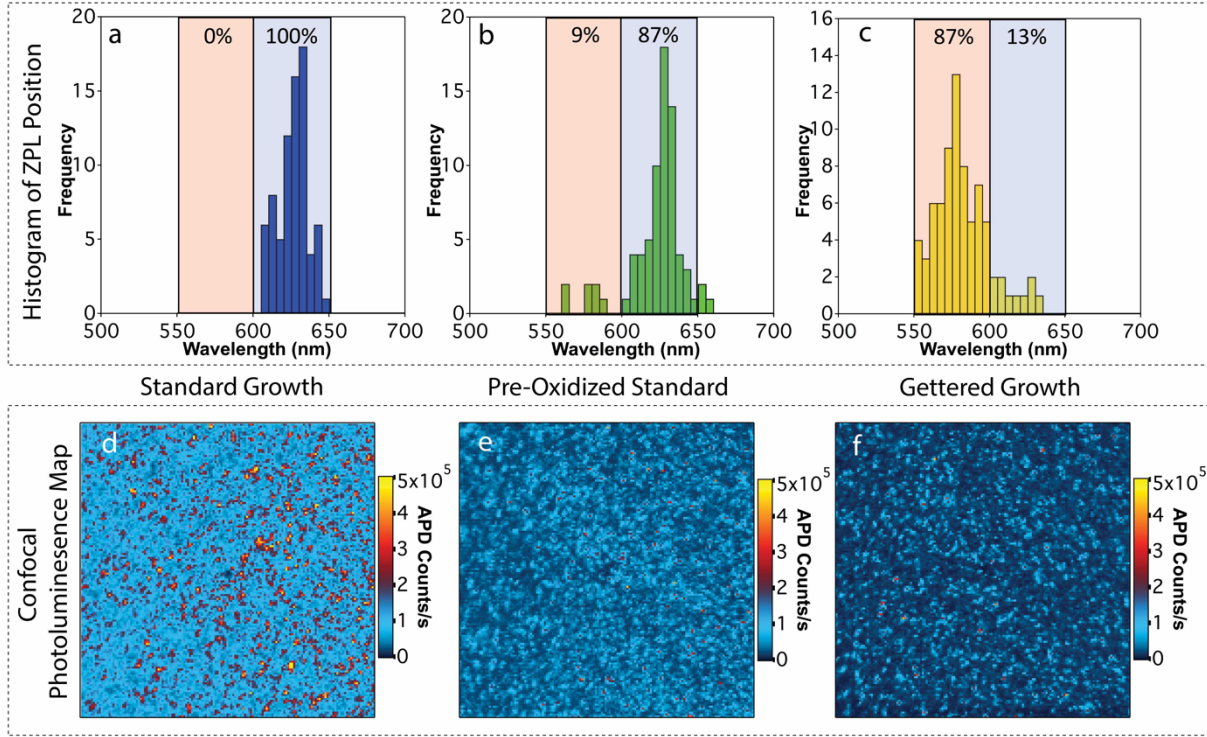 Histogram of ZPL Position
a
0%
100%
20
15
10
5
0
Frequency
500
550
600
650
700
Wavelength (nm)
b
9%
87%
20
15
10
5
0
Frequency
500
550
600
650
700
Wavelength (nm)
c
87%
13%
16
14
12
10
8
6
4
2
0
Frequency
500
550
600
650
700
Wavelength (nm)
Standard Growth
Pre-Oxidized Standard
Gettered Growth
Confocal
Photoluminesence Map
d
5x10⁵
4
3
2
1
0
APD Counts/s
e
5x10⁵
4
3
2
1
0
APD Counts/s
f
5x10⁵
4
3
2
1
0
APD Counts/s